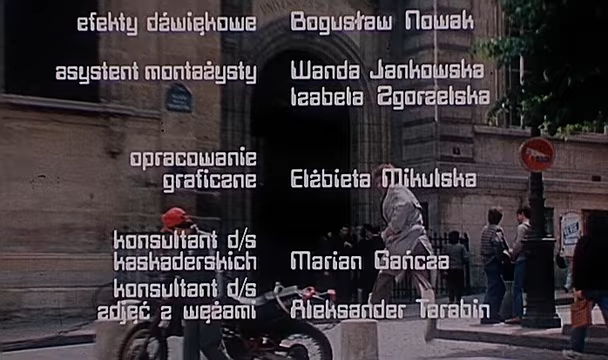 efekty dźwiękowe Bogusław Nowak
asystent montażysty Wanda Jankowska
Izabela Zgorzelska
opracowanie
graficzne Elżbieta Mikulska
konsultant d/s
kaskaderskich Marian Gańcza
konsultant d/s
zdjęć z wężami Aleksander Tarabin